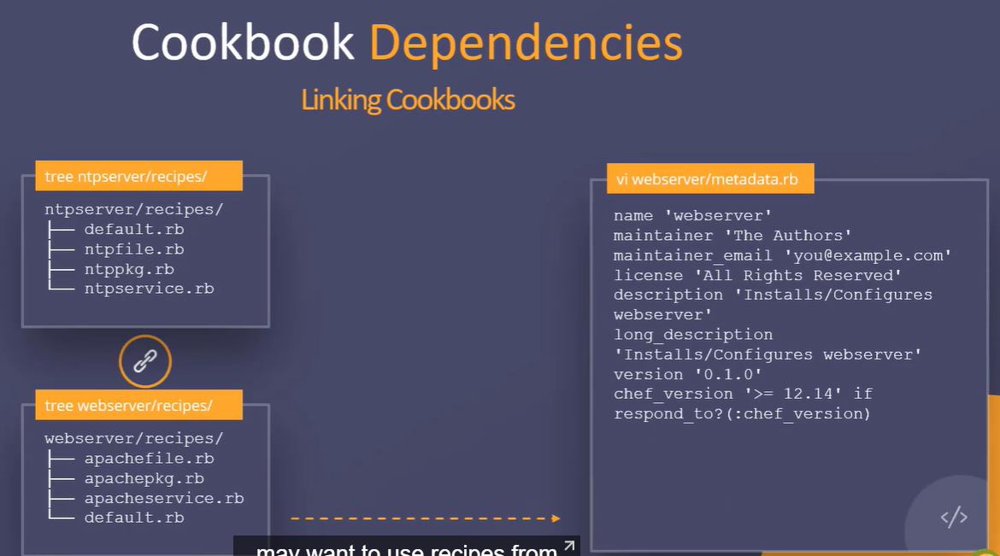 Cookbook Dependencies
Linking Cookbooks
tree ntpserver/recipes/
ntpserver/recipes/
├── default.rb
├── ntpfile.rb
├── ntppkg.rb
└── ntpservice.rb
tree webserver/recipes/
webserver/recipes/
├── apachefile.rb
├── apachepkg.rb
├── apacheservice.rb
└── default.rb
vi webserver/metadata.rb
name 'webserver'
maintainer 'The Authors'
maintainer_email 'you@example.com'
license 'All Rights Reserved'
description 'Installs/Configures
webserver'
long_description
'Installs/Configures webserver'
version '0.1.0'
chef_version '>= 12.14' if
respond_to?(:chef_version)
</>
may want to use recipes from